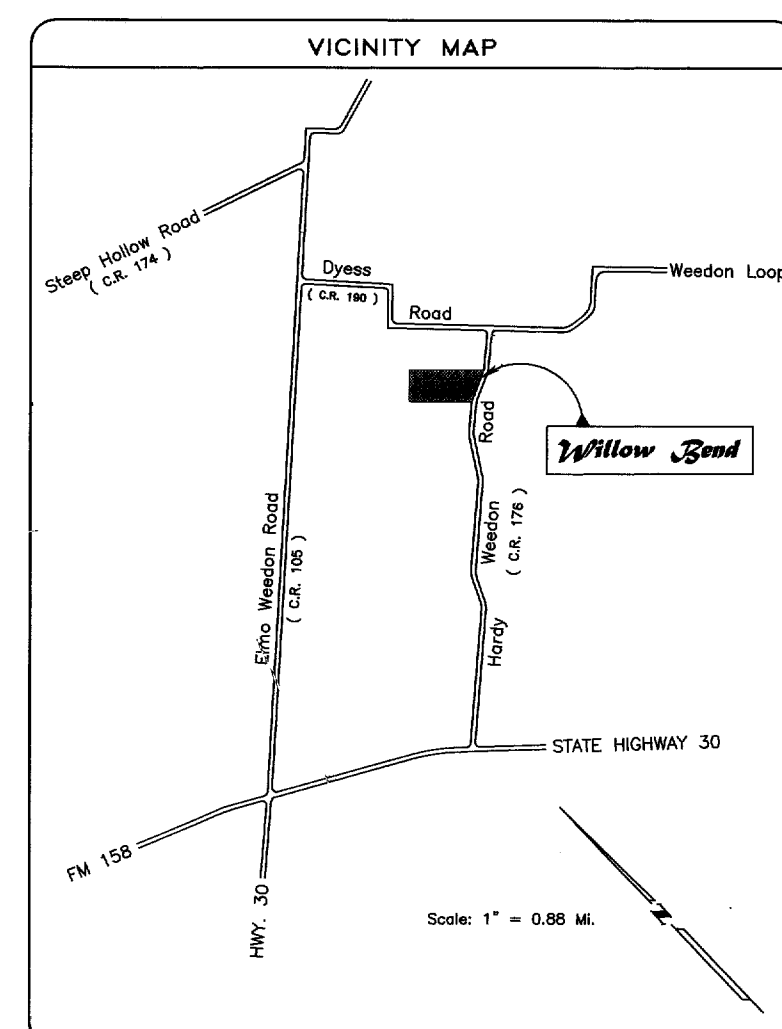 VICINITY MAP
Steep Hollow Road
( C.R. 174 )
Dyess
( C.R. 190 )
Road
Weedon Loop
Willow Bend
Elmo Weedon Road
( C.R. 105 )
Hardy
Weedon
Road
( C.R. 176 )
STATE HIGHWAY 30
FM 158
HWY. 30
Scale: 1" = 0.88 Mi.
N